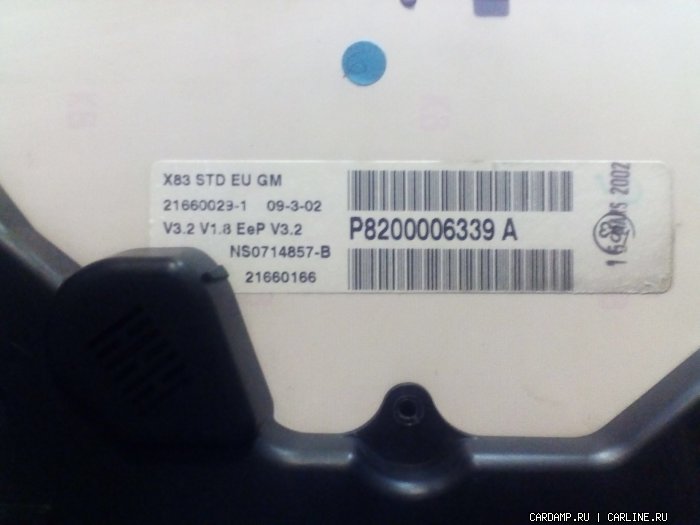 X83 STD EU GM
21660029-1 09-3-02
V3.2 V1.8 EeP V3.2
NS0714857-B
21660166
P8200006339 A
2002
CARDAMP.RU | CARLINE.RU